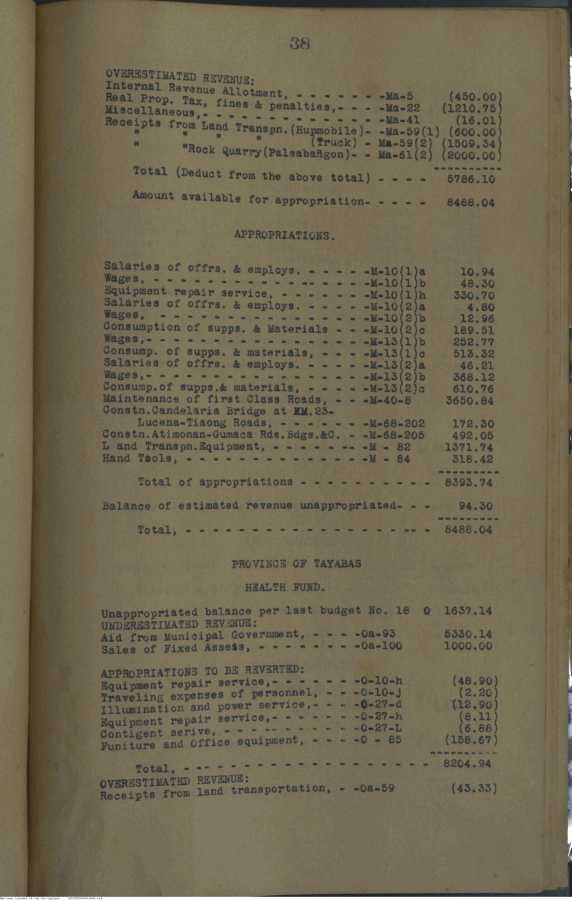 38
OVERESTIMATED REVENUE:
Internal Revenue Allotment, - - - - - - -Ma-5 (450.00)
Real Prop. Tax, fines & penalties,- - - -Ma-22 (1210.75)
Miscellaneous,- - - - - - - - - - - - - -Ma-41 (16.01)
Receipts from Land Transpn.(Hupmobile)- -Ma-59(1) (600.00)
" " " " (Truck) - Ma-59(2) (1509.34)
" "Rock Quarry(Palsabañgon)- - Ma-61(2) (2000.00)
Total (Deduct from the above total) - - - - 5786.10
Amount available for appropriation- - - - - 8488.04
APPROPRIATIONS.
Salaries of offrs. & employs. - - - - -M-10(1)a 10.94
Wages, - - - - - - - - - - - - - - - - -M-10(1)b 48.30
Equipment repair service, - - - - - - -M-10(1)h 330.70
Salaries of offrs. & employs. - - - - -M-10(2)a 4.80
Wages, - - - - - - - - - - - - - - - -M-10(2)b 12.96
Consumption of supps. & Materials - - -M-10(2)c 189.51
Wages,- - - - - - - - - - - - - - - - -M-13(1)b 252.77
Consump. of supps. & materials, - - - -M-13(1)c 513.32
Salaries of offrs. & employs. - - - - -M-13(2)a 46.21
Wages,- - - - - - - - - - - - - - - - -M-13(2)b 368.12
Consump.of supps.& materials, - - - - -M-13(2)c 610.76
Maintenance of first Class Roads, - - -M-40-8 3650.84
Constn.Candelaria Bridge at KM.23-
Lucena-Tiaong Roads, - - - - - - -M-68-202 172.30
Constn.Atimonan-Gumaca Rds.Bdgs.&C. - -M-68-205 492.05
L and Transpn.Equipment, - - - - - - -M - 82 1371.74
Hand Tools, - - - - - - - - - - - - - -M - 84 318.42
Total of appropriations - - - - - - - - - - 8393.74
Balance of estimated revenue unappropriated- - - 94.30
Total, - - - - - - - - - - - - - - - - - - - 8488.04
PROVINCE OF TAYABAS
HEALTH FUND.
Unappropriated balance per last budget No. 18 O 1637.14
UNDERESTIMATED REVENUE:
Aid from Municipal Government, - - - -Oa-93 5330.14
Sales of Fixed Assets, - - - - - - - -Oa-100 1000.00
APPROPRIATIONS TO BE REVERTED:
Equipment repair service,- - - - - - -O-10-h (48.90)
Traveling expenses of personnel, - - -O-10-j (2.20)
Illumination and power service,- - - -O-27-d (12.90)
Equipment repair service,- - - - - - -O-27-h (8.11)
Contigent serive, - - - - - - - - - -O-27-L (6.88)
Funiture and Office equipment, - - - -O - 85 (158.67)
Total, - - - - - - - - - - - - - - - - - - - 8204.94
OVERESTIMATED REVENUE:
Receipts from land transportation, - -Oa-59 (43.33)